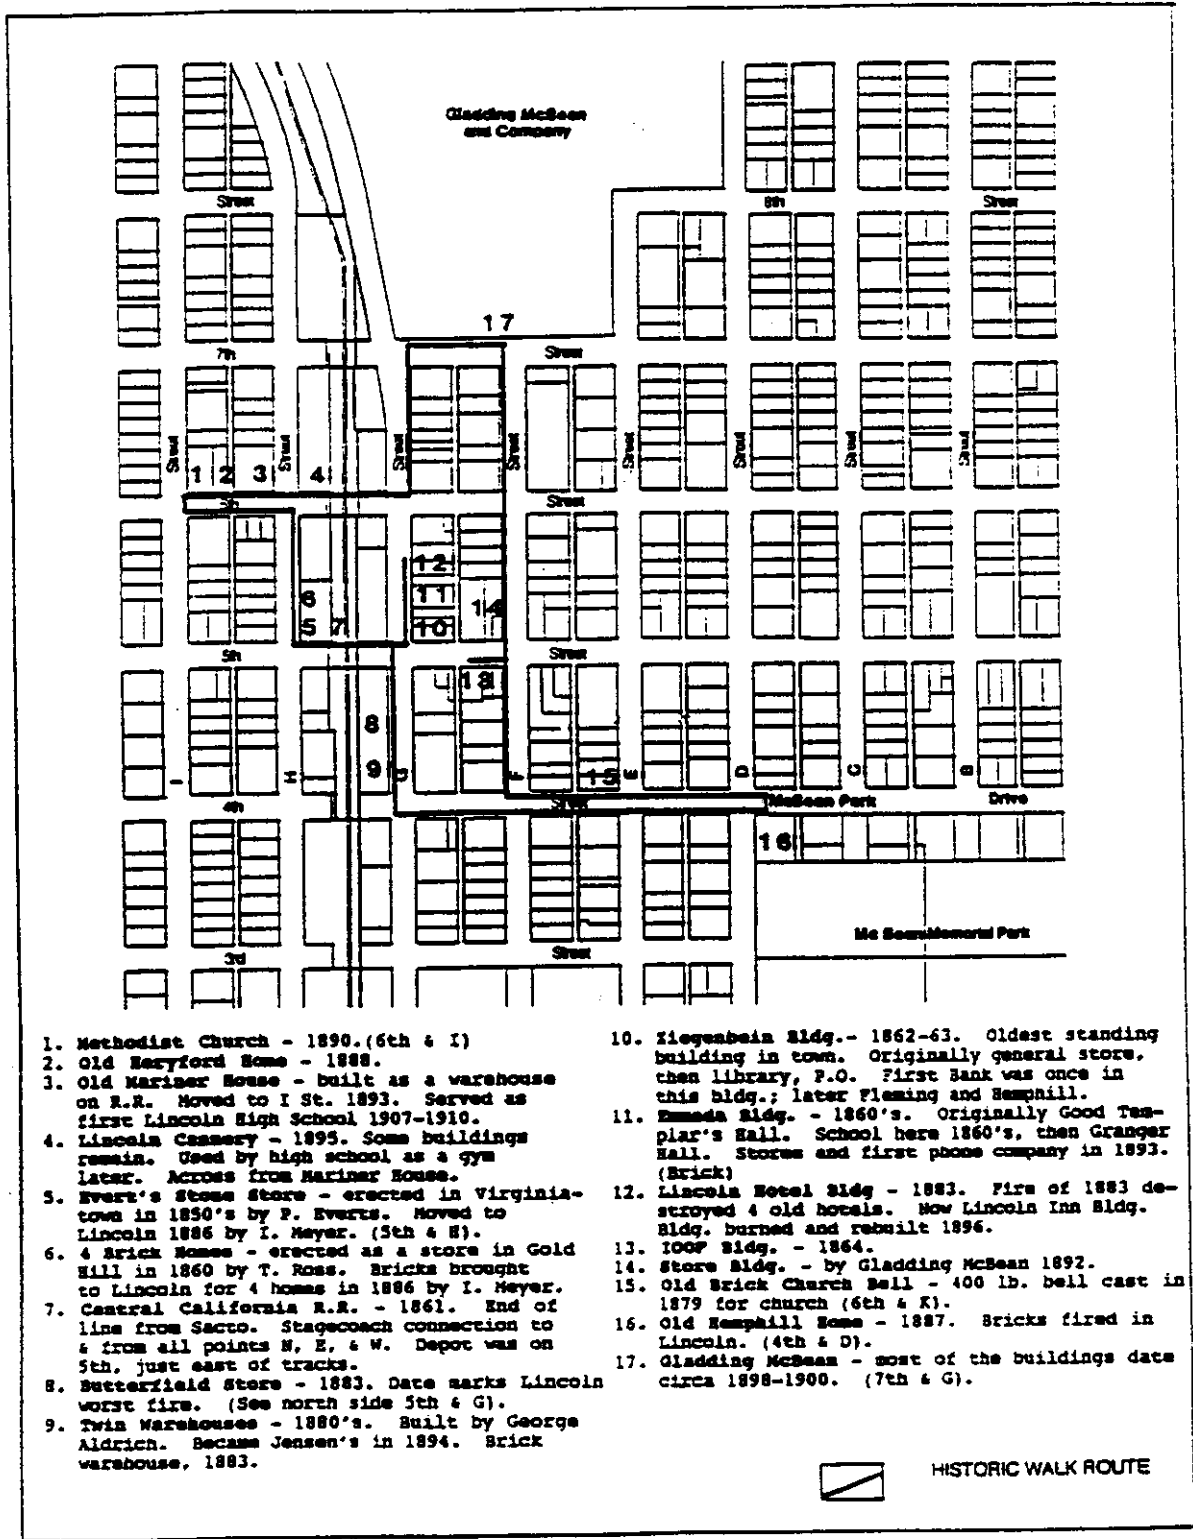 Gladding McBean
and Company
Street
8th
Street
17
7th
Street
Street
Street
Street
Street
Street
Street
Street
Street
1
2
3
4
6th
Street
12
11
10
14
6
5
7
5th
Street
13
8
9
15
I
H
G
F
E
D
C
B
4th
Street
McBean Park
Drive
16
Mc Bean Memorial Park
3rd
Street
1. Methodist Church - 1890.(6th & I)
2. Old Heryford Home - 1888.
3. Old Mariner House - built as a warehouse
on R.R. Moved to I St. 1893. Served as
first Lincoln High School 1907-1910.
4. Lincoln Cannery - 1895. Some buildings
remain. Used by high school as a gym
later. Across from Mariner House.
5. Evert's Stone Store - erected in Virginia-
town in 1850's by P. Everts. Moved to
Lincoln 1886 by I. Meyer. (5th & H).
6. 4 Brick Homes - erected as a store in Gold
Hill in 1860 by T. Ross. Bricks brought
to Lincoln for 4 homes in 1886 by I. Meyer.
7. Central California R.R. - 1861. End of
line from Sacto. Stagecoach connection to
& from all points N, E, & W. Depot was on
5th, just east of tracks.
8. Butterfield Store - 1883. Date marks Lincoln
worst fire. (See north side 5th & G).
9. Twin Warehouses - 1880's. Built by George
Aldrich. Became Jensen's in 1894. Brick
warehouse, 1883.
10. Ziegenbein Bldg.- 1862-63. Oldest standing
building in town. Originally general store,
then library, P.O. First Bank was once in
this bldg.; later Fleming and Hemphill.
11. Bldg. - 1860's. Originally Good Tem-
plar's Hall. School here 1860's, then Granger
Hall. Stores and first phone company in 1893.
(Brick)
12. Lincoln Hotel Bldg - 1883. Fire of 1883 de-
stroyed 4 old hotels. Now Lincoln Inn Bldg.
Bldg. burned and rebuilt 1896.
13. IOOF Bldg. - 1864.
14. Store Bldg. - by Gladding McBean 1892.
15. Old Brick Church Bell - 400 lb. bell cast in
1879 for church (6th & K).
16. Old Hemphill Home - 1887. Bricks fired in
Lincoln. (4th & D).
17. Gladding McBean - most of the buildings date
circa 1898-1900. (7th & G).
HISTORIC WALK ROUTE